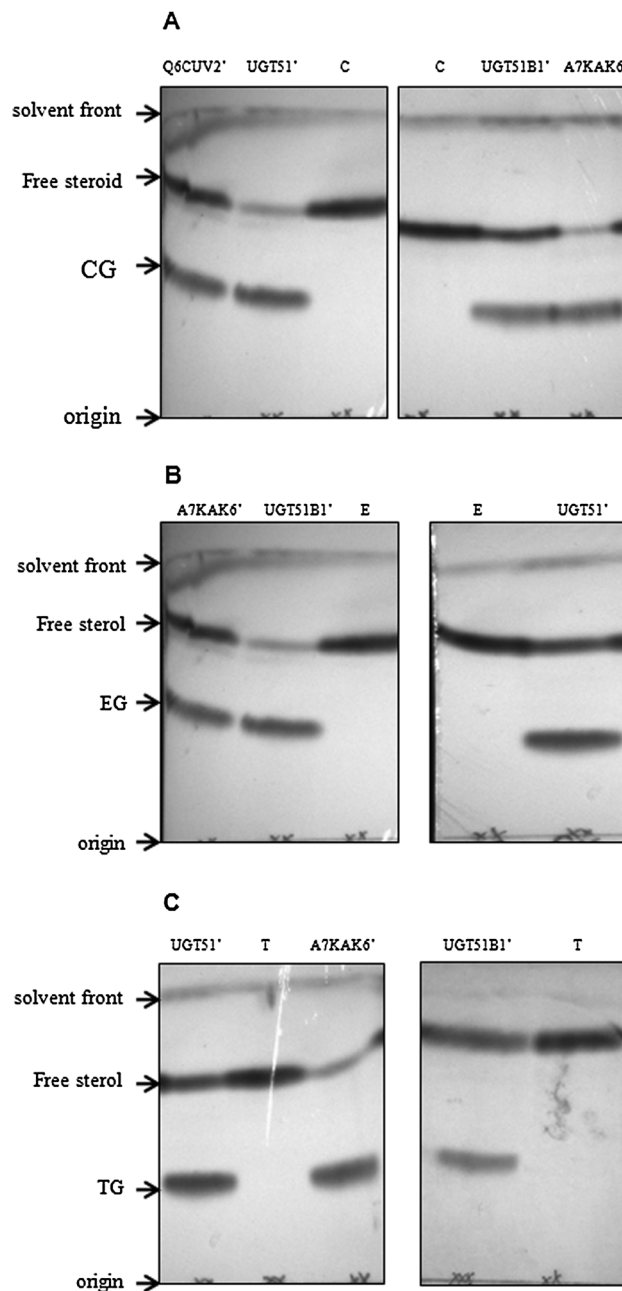 A
Q6CUV2' UGT51' C C UGT51B1' A7KAK6
solvent front
Free steroid
CG
origin
B
A7KAK6' UGT51B1' E E UGT51'
solvent front
Free sterol
EG
origin
C
UGT51' T A7KAK6' UGT51B1' T
solvent front
Free sterol
TG
origin